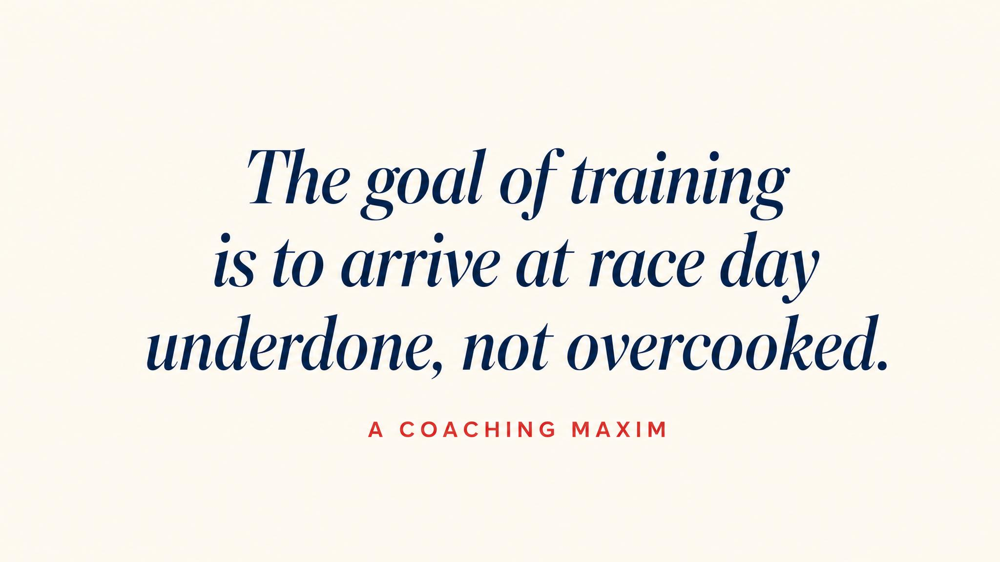 The goal of training
is to arrive at race day
underdone, not overcooked.
A COACHING MAXIM